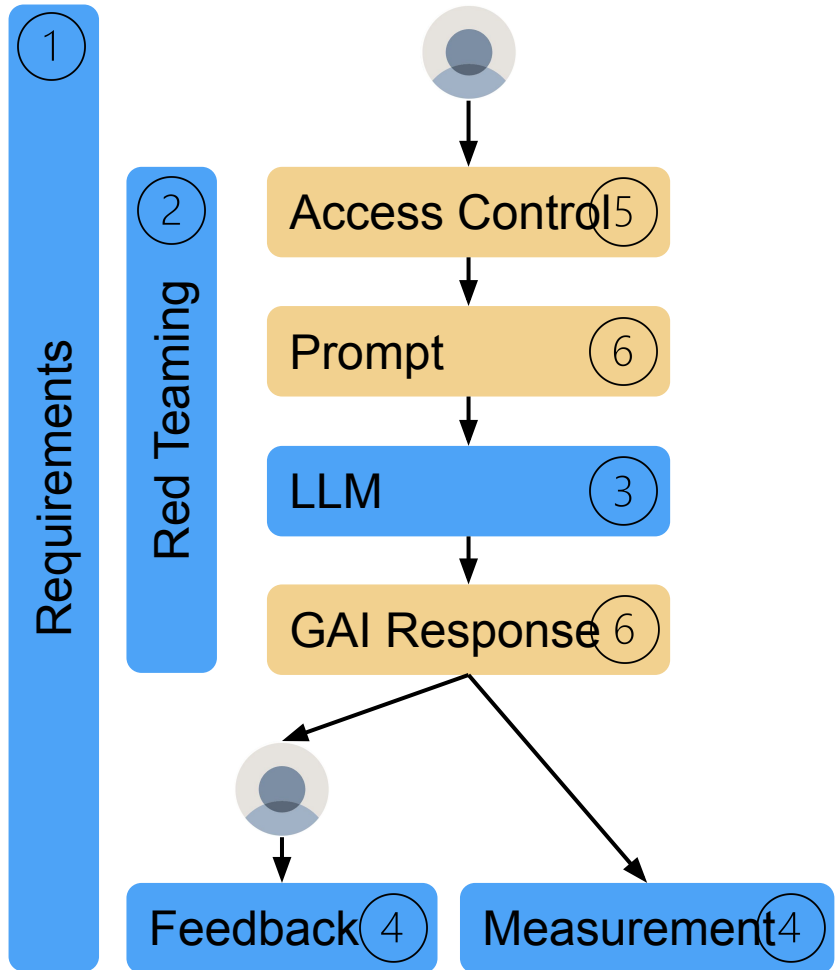 1
Requirements
2
Red Teaming
Access Control 5
Prompt 6
LLM 3
GAI Response 6
Feedback 4
Measurement 4